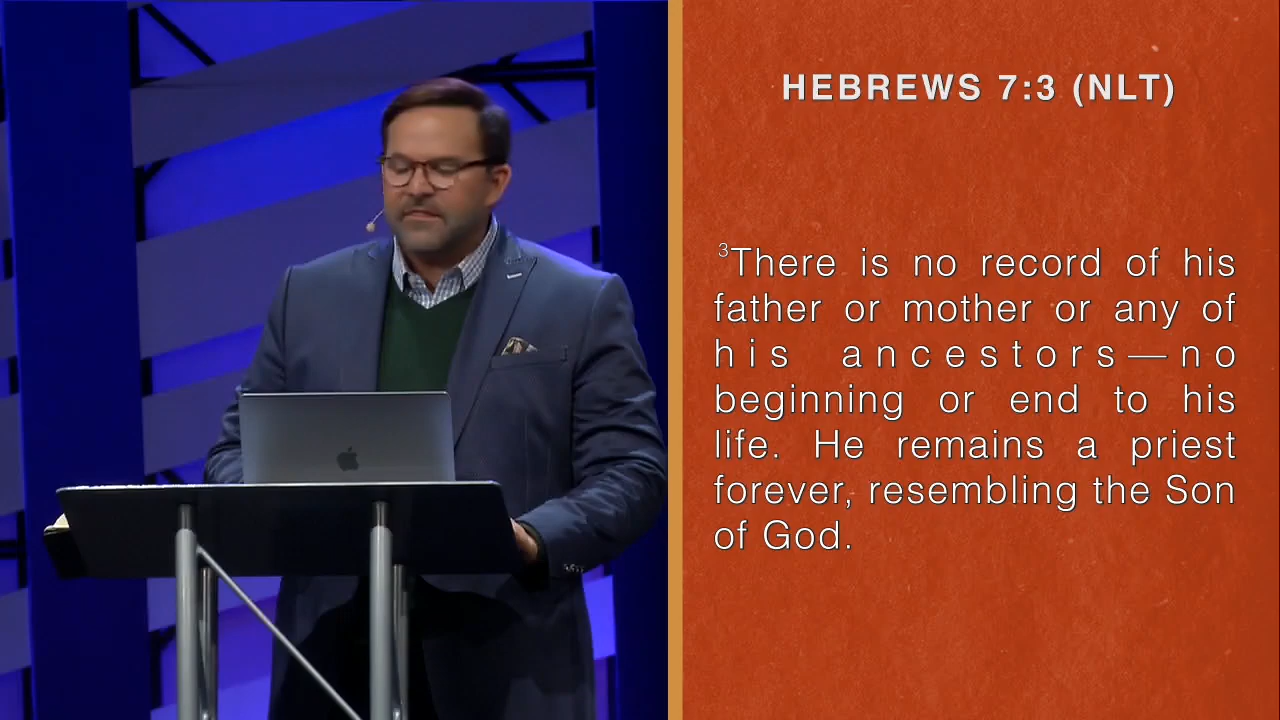 HEBREWS 7:3 (NLT)
³There is no record of his
father or mother or any of
his ancestors—no
beginning or end to his
life. He remains a priest
forever, resembling the Son
of God.